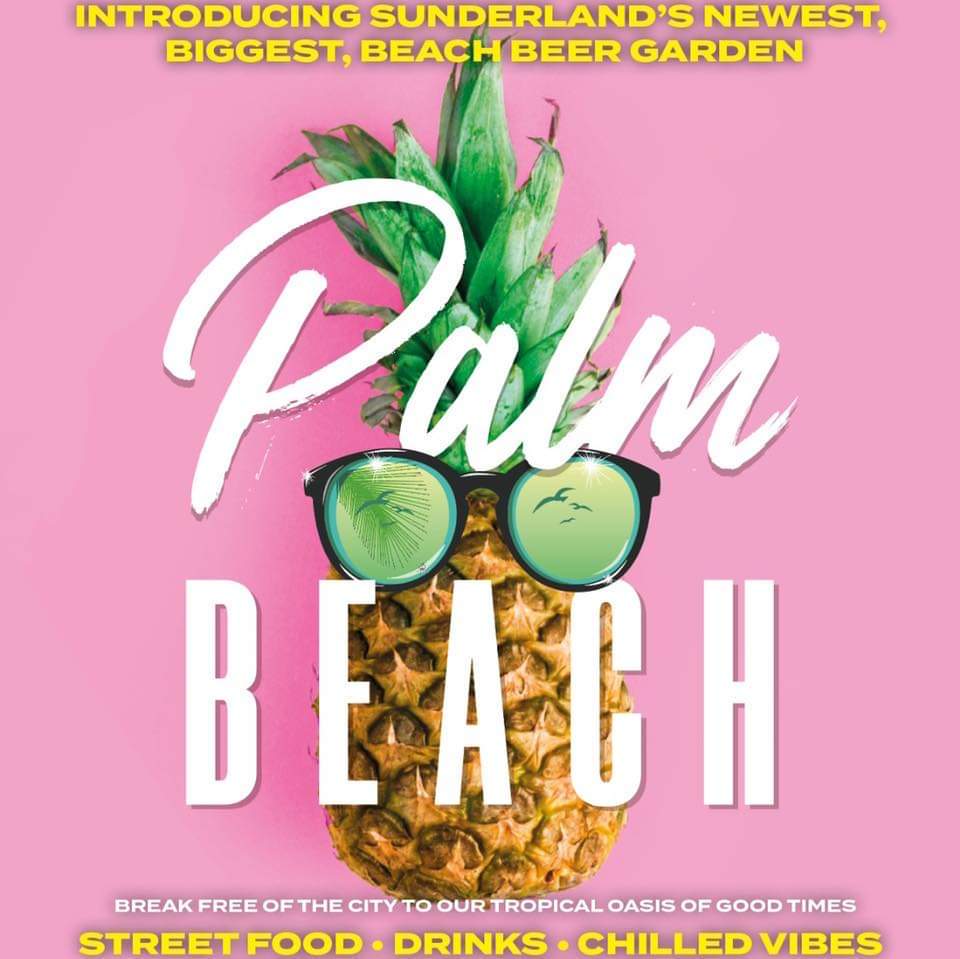 INTRODUCING SUNDERLAND'S NEWEST,
BIGGEST, BEACH BEER GARDEN
Palm
BEACH
BREAK FREE OF THE CITY TO OUR TROPICAL OASIS OF GOOD TIMES
STREET FOOD • DRINKS • CHILLED VIBES